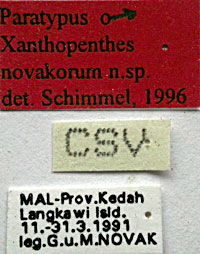 Paratypus ♂
Xanthopenthes
novakorum n.sp.
det. Schimmel, 1996
CSV
MAL-Prov.Kedah
Langkawi Isld.
11.-31.3.1991
leg.G.u.M.NOVAK